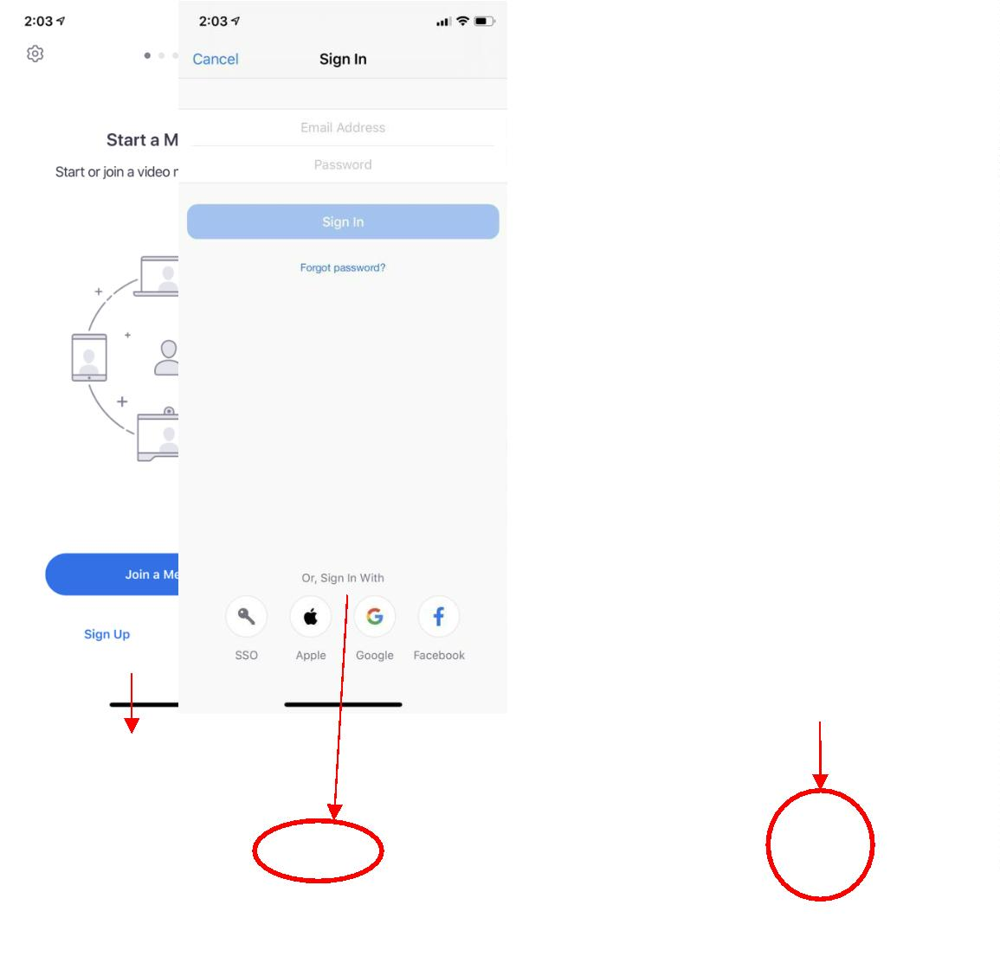 2:03
Start a M
Start or join a video
Join a Me
Sign Up
2:03
Cancel
Sign In
Email Address
Password
Sign In
Forgot password?
Or, Sign In With
SSO
Apple
Google
Facebook